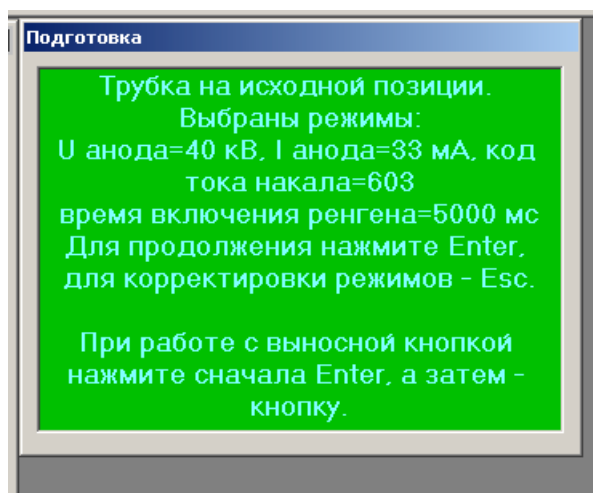 Подготовка
Трубка на исходной позиции.
Выбраны режимы:
U анода=40 кВ, I анода=33 мА, код
тока накала=603
время включения ренгена=5000 мс
Для продолжения нажмите Enter,
для корректировки режимов - Esc.
При работе с выносной кнопкой
нажмите сначала Enter, а затем -
кнопку.